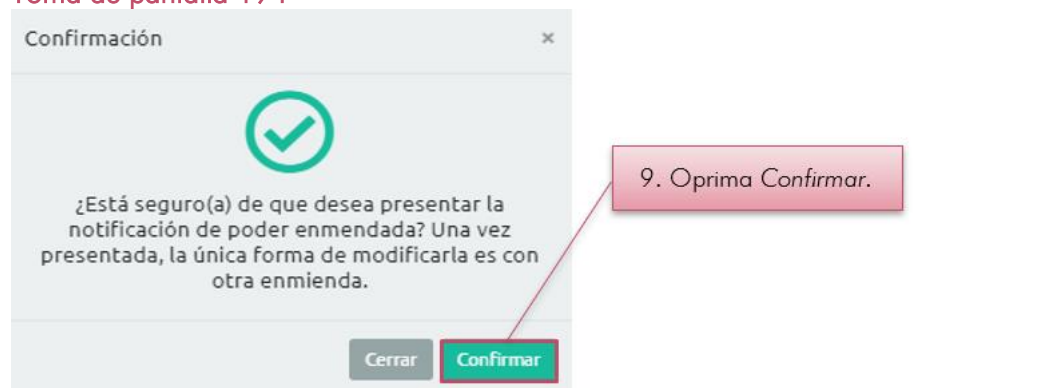 Confirmación ×
¿Está seguro(a) de que desea presentar la
notificación de poder enmendada? Una vez
presentada, la única forma de modificarla es con
otra enmienda.
9. Oprima Confirmar.
Cerrar Confirmar